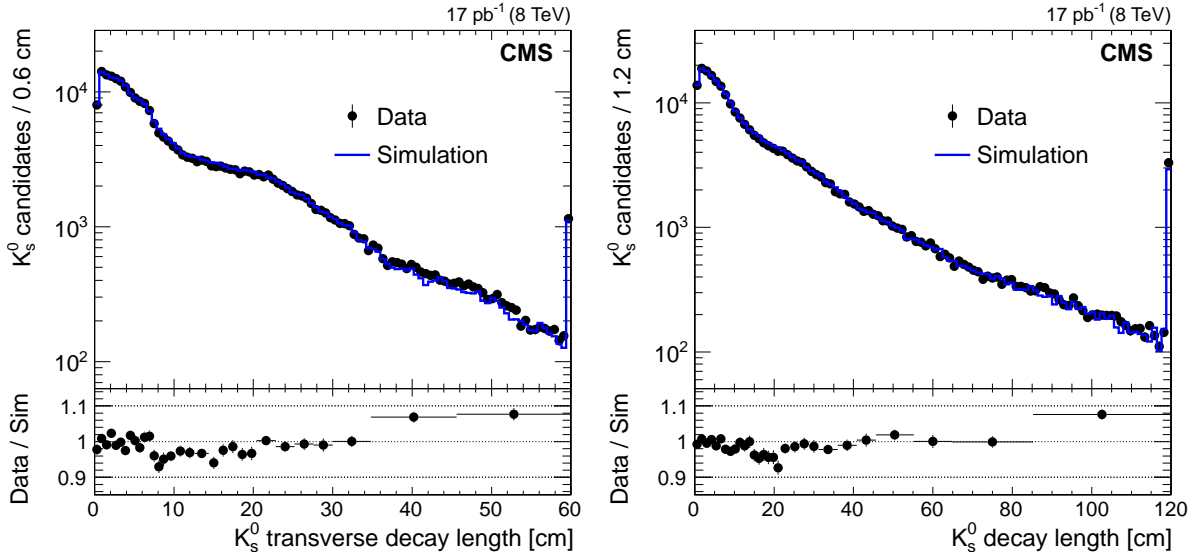 17 pb⁻¹ (8 TeV)
CMS
K⁰ₛ candidates / 0.6 cm
10⁴
10³
10²
Data
Simulation
Data / Sim
1.1
1
0.9
0 10 20 30 40 50 60
K⁰ₛ transverse decay length [cm]
17 pb⁻¹ (8 TeV)
CMS
K⁰ₛ candidates / 1.2 cm
10⁴
10³
10²
Data
Simulation
Data / Sim
1.1
1
0.9
0 20 40 60 80 100 120
K⁰ₛ decay length [cm]